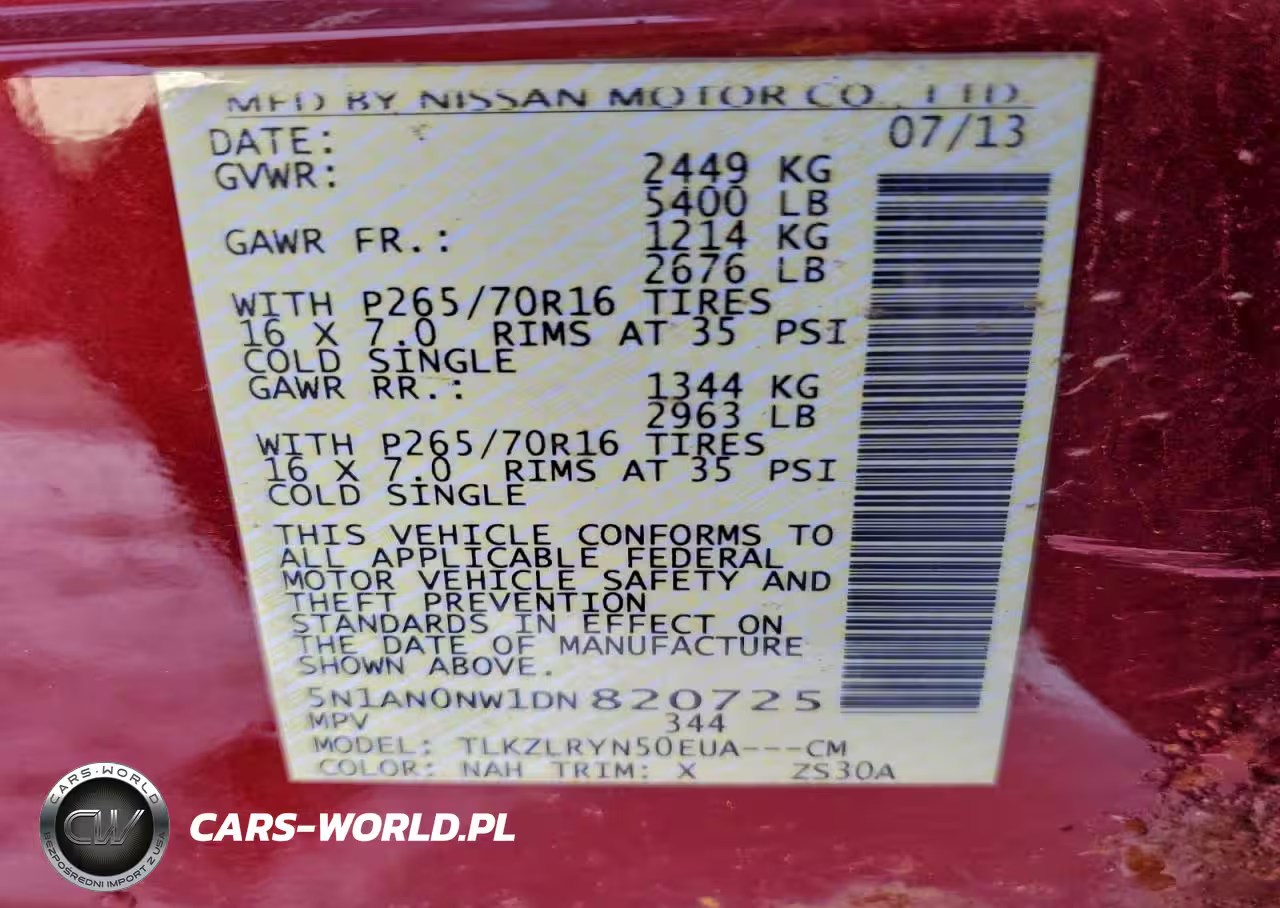 MFD BY NISSAN MOTOR CO., LTD.
DATE: 07/13
GVWR: 2449 KG
5400 LB
GAWR FR.: 1214 KG
2676 LB
WITH P265/70R16 TIRES
16 X 7.0 RIMS AT 35 PSI
COLD SINGLE
GAWR RR.: 1344 KG
2963 LB
WITH P265/70R16 TIRES
16 X 7.0 RIMS AT 35 PSI
COLD SINGLE
THIS VEHICLE CONFORMS TO
ALL APPLICABLE FEDERAL
MOTOR VEHICLE SAFETY AND
THEFT PREVENTION
STANDARDS IN EFFECT ON
THE DATE OF MANUFACTURE
SHOWN ABOVE.
5N1AN0NW1DN820725
MPV 344
MODEL: TLKZLRYN50EUA---CM
COLOR: NAH TRIM: X ZS30A
CARS-WORLD
CW
BEZPOŚREDNI IMPORT Z USA
CARS-WORLD.PL